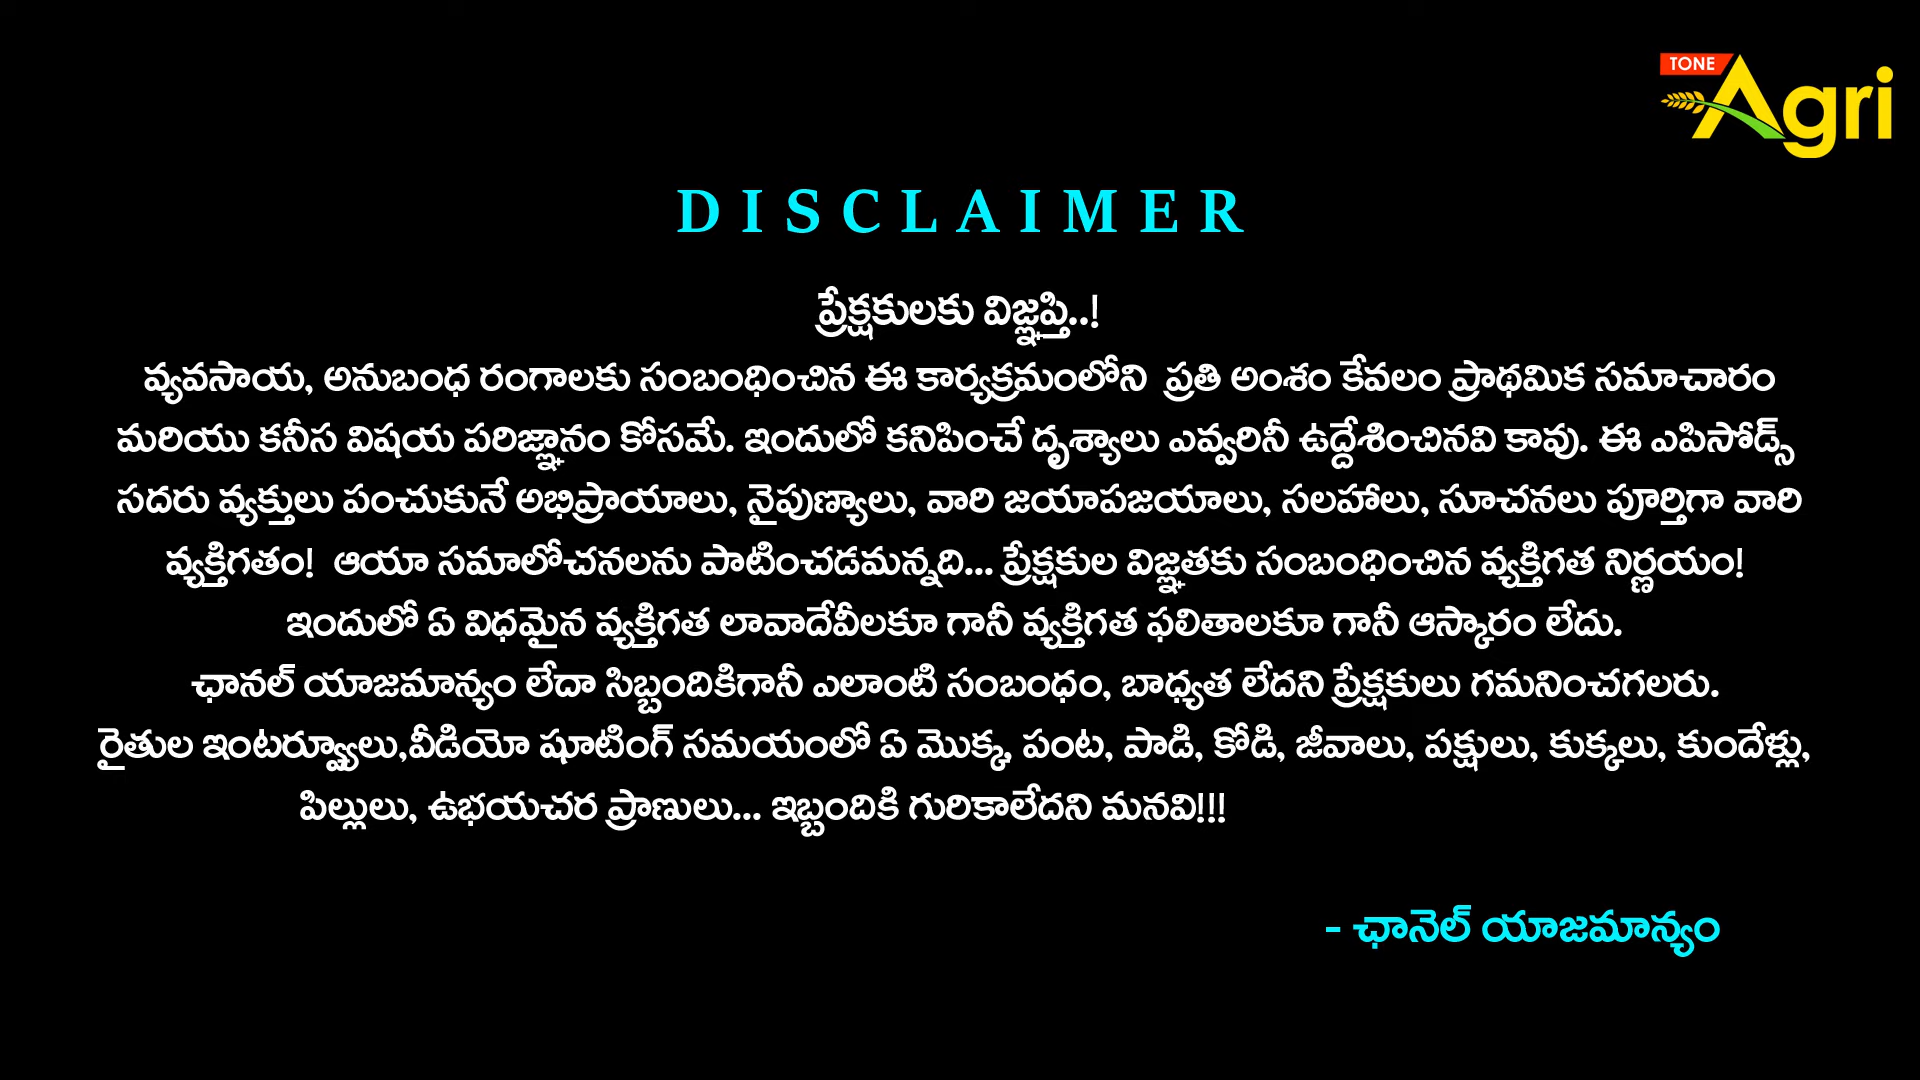 TONE
Agri
DISCLAIMER
ప్రేక్షకులకు విజ్ఞప్తి..!
వ్యవసాయ, అనుబంధ రంగాలకు సంబంధించిన ఈ కార్యక్రమంలోని ప్రతి అంశం కేవలం ప్రాథమిక సమాచారం
మరియు కనీస విషయ పరిజ్ఞానం కోసమే. ఇందులో కనిపించే దృశ్యాలు ఎవ్వరినీ ఉద్దేశించినవి కావు. ఈ ఎపిసోడ్స్
సదరు వ్యక్తులు పంచుకునే అభిప్రాయాలు, నైపుణ్యాలు, వారి జయాపజయాలు, సలహాలు, సూచనలు పూర్తిగా వారి
వ్యక్తిగతం! ఆయా సమాలోచనలను పాటించడమన్నది... ప్రేక్షకుల విజ్ఞతకు సంబంధించిన వ్యక్తిగత నిర్ణయం!
ఇందులో ఏ విధమైన వ్యక్తిగత లావాదేవీలకూ గానీ వ్యక్తిగత ఫలితాలకూ గానీ ఆస్కారం లేదు.
ఛానల్ యాజమాన్యం లేదా సిబ్బందికిగానీ ఎలాంటి సంబంధం, బాధ్యత లేదని ప్రేక్షకులు గమనించగలరు.
రైతుల ఇంటర్వ్యూలు,వీడియో షూటింగ్ సమయంలో ఏ మొక్క, పంట, పాడి, కోడి, జీవాలు, పక్షులు, కుక్కలు, కుందేళ్లు,
పిల్లులు, ఉభయచర ప్రాణులు... ఇబ్బందికి గురికాలేదని మనవి!!!
- ఛానెల్ యాజమాన్యం